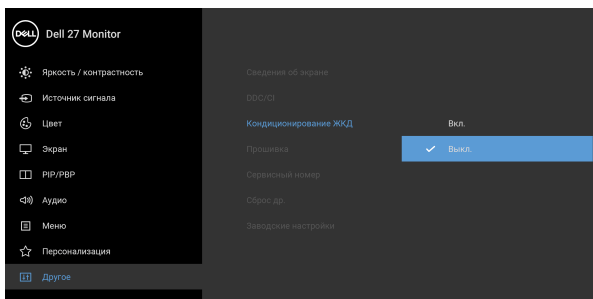 DELL Dell 27 Monitor
Яркость / контрастность
Сведения об экране
Источник сигнала
DDC/CI
Цвет
Кондиционирование ЖКД
Вкл.
Экран
Прошивка
Выкл.
PIP/PBP
Сервисный номер
Аудио
Сброс др.
Меню
Заводские настройки
Персонализация
Другое